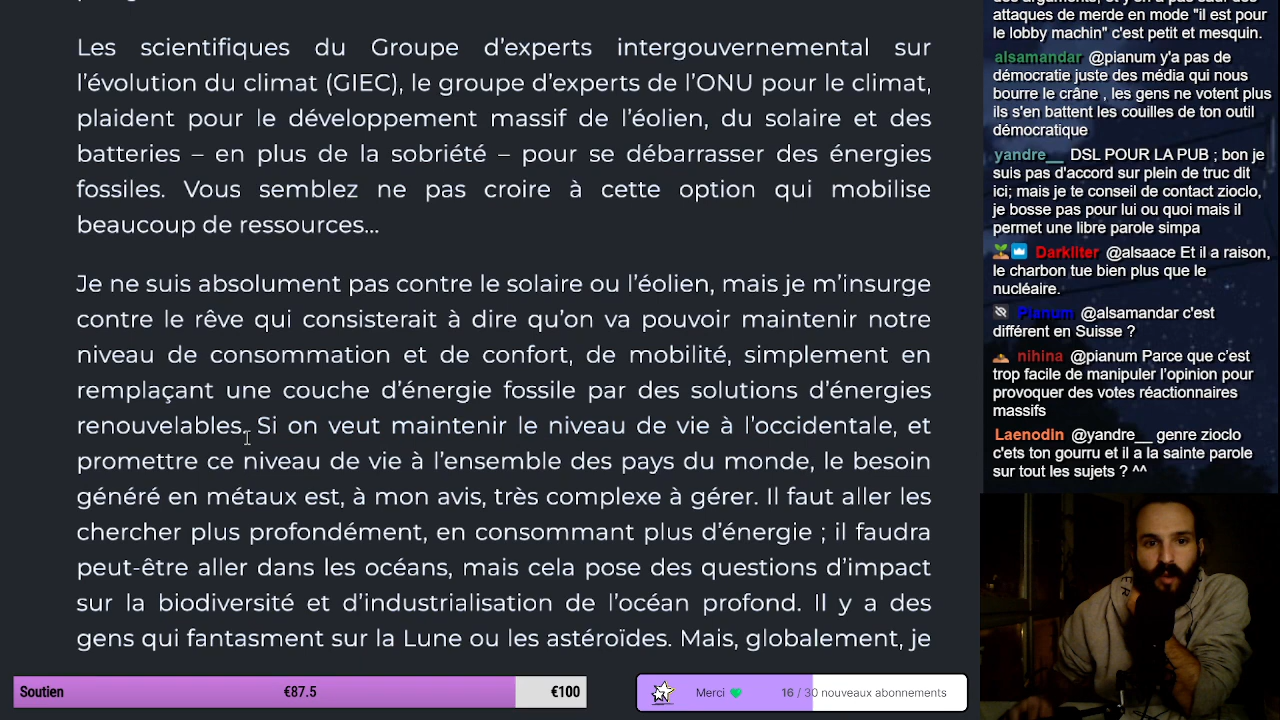 Les scientifiques du Groupe d’experts intergouvernemental sur
l’évolution du climat (GIEC), le groupe d’experts de l’ONU pour le climat,
plaident pour le développement massif de l’éolien, du solaire et des
batteries – en plus de la sobriété – pour se débarrasser des énergies
fossiles. Vous semblez ne pas croire à cette option qui mobilise
beaucoup de ressources…
Je ne suis absolument pas contre le solaire ou l’éolien, mais je m’insurge
contre le rêve qui consisterait à dire qu’on va pouvoir maintenir notre
niveau de consommation et de confort, de mobilité, simplement en
remplaçant une couche d’énergie fossile par des solutions d’énergies
renouvelables. Si on veut maintenir le niveau de vie à l’occidentale, et
promettre ce niveau de vie à l’ensemble des pays du monde, le besoin
généré en métaux est, à mon avis, très complexe à gérer. Il faut aller les
chercher plus profondément, en consommant plus d’énergie ; il faudra
peut-être aller dans les océans, mais cela pose des questions d’impact
sur la biodiversité et d’industrialisation de l’océan profond. Il y a des
gens qui fantasment sur la Lune ou les astéroïdes. Mais, globalement, je
Soutien €87.5 €100
Merci 💚 16 / 30 nouveaux abonnements
attaques de merde en mode "il est pour
le lobby machin" c'est petit et mesquin.
alsamandar @pianum y'a pas de
démocratie juste des média qui nous
bourre le crâne , les gens ne votent plus
ils s'en battent les couilles de ton outil
démocratique
yandre__ DSL POUR LA PUB ; bon je
suis pas d'accord sur plein de truc dit
ici; mais je te conseil de contact zioclo,
je bosse pas pour lui ou quoi mais il
permet une libre parole simpa
Darkliter @alsaace Et il a raison,
le charbon tue bien plus que le
nucléaire.
Pianum @alsamandar c'est
différent en Suisse ?
nihina @pianum Parce que c’est
trop facile de manipuler l’opinion pour
provoquer des votes réactionnaires
massifs
Laenodin @yandre__ genre zioclo
c'ets ton gourru et il a la sainte parole
sur tout les sujets ? ^^